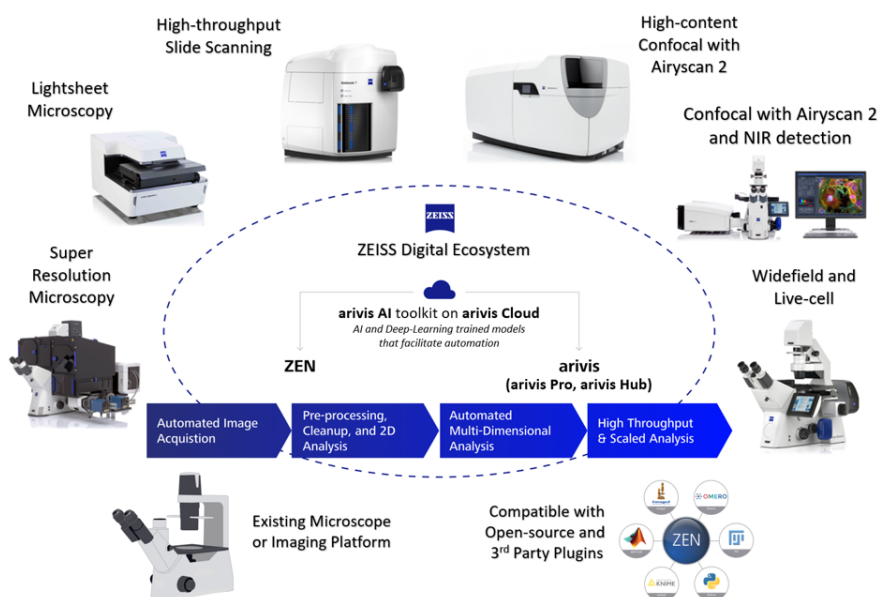 High-throughput
Slide Scanning
High-content
Confocal with
Airyscan 2
Lightsheet
Microscopy
Confocal with Airyscan 2
and NIR detection
ZEISS
ZEISS Digital Ecosystem
Super
Resolution
Microscopy
Widefield and
Live-cell
arivis AI toolkit on arivis Cloud
AI and Deep-Learning trained models
that facilitate automation
ZEN
arivis
(arivis Pro, arivis Hub)
Automated Image
Acquistion
Pre-processing,
Cleanup, and 2D
Analysis
Automated
Multi-Dimensional
Analysis
High Throughput
& Scaled Analysis
Existing Microscope
or Imaging Platform
Compatible with
Open-source and
3rd Party Plugins
OMERO
ZEN
KNIME